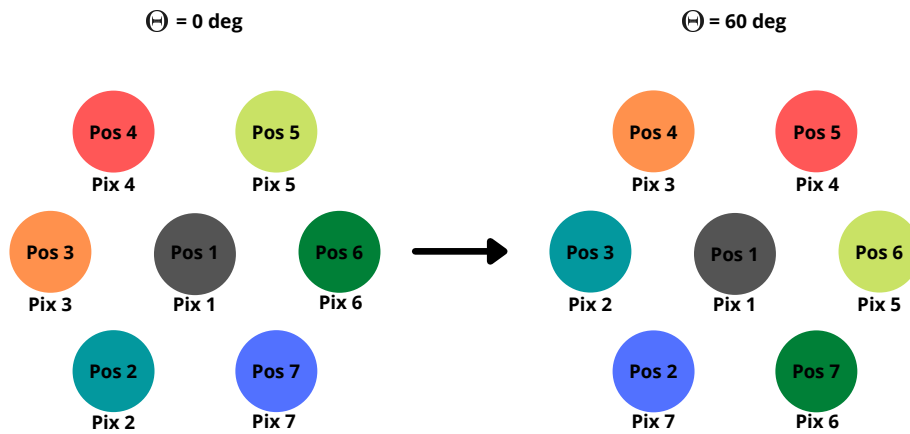 Θ = 0 deg
Θ = 60 deg
Pos 4
Pos 5
Pix 4
Pix 5
Pos 3
Pos 1
Pos 6
Pix 3
Pix 1
Pix 6
Pos 2
Pos 7
Pix 2
Pix 7
Pos 4
Pos 5
Pix 3
Pix 4
Pos 3
Pos 1
Pos 6
Pix 2
Pix 1
Pix 5
Pos 2
Pos 7
Pix 7
Pix 6